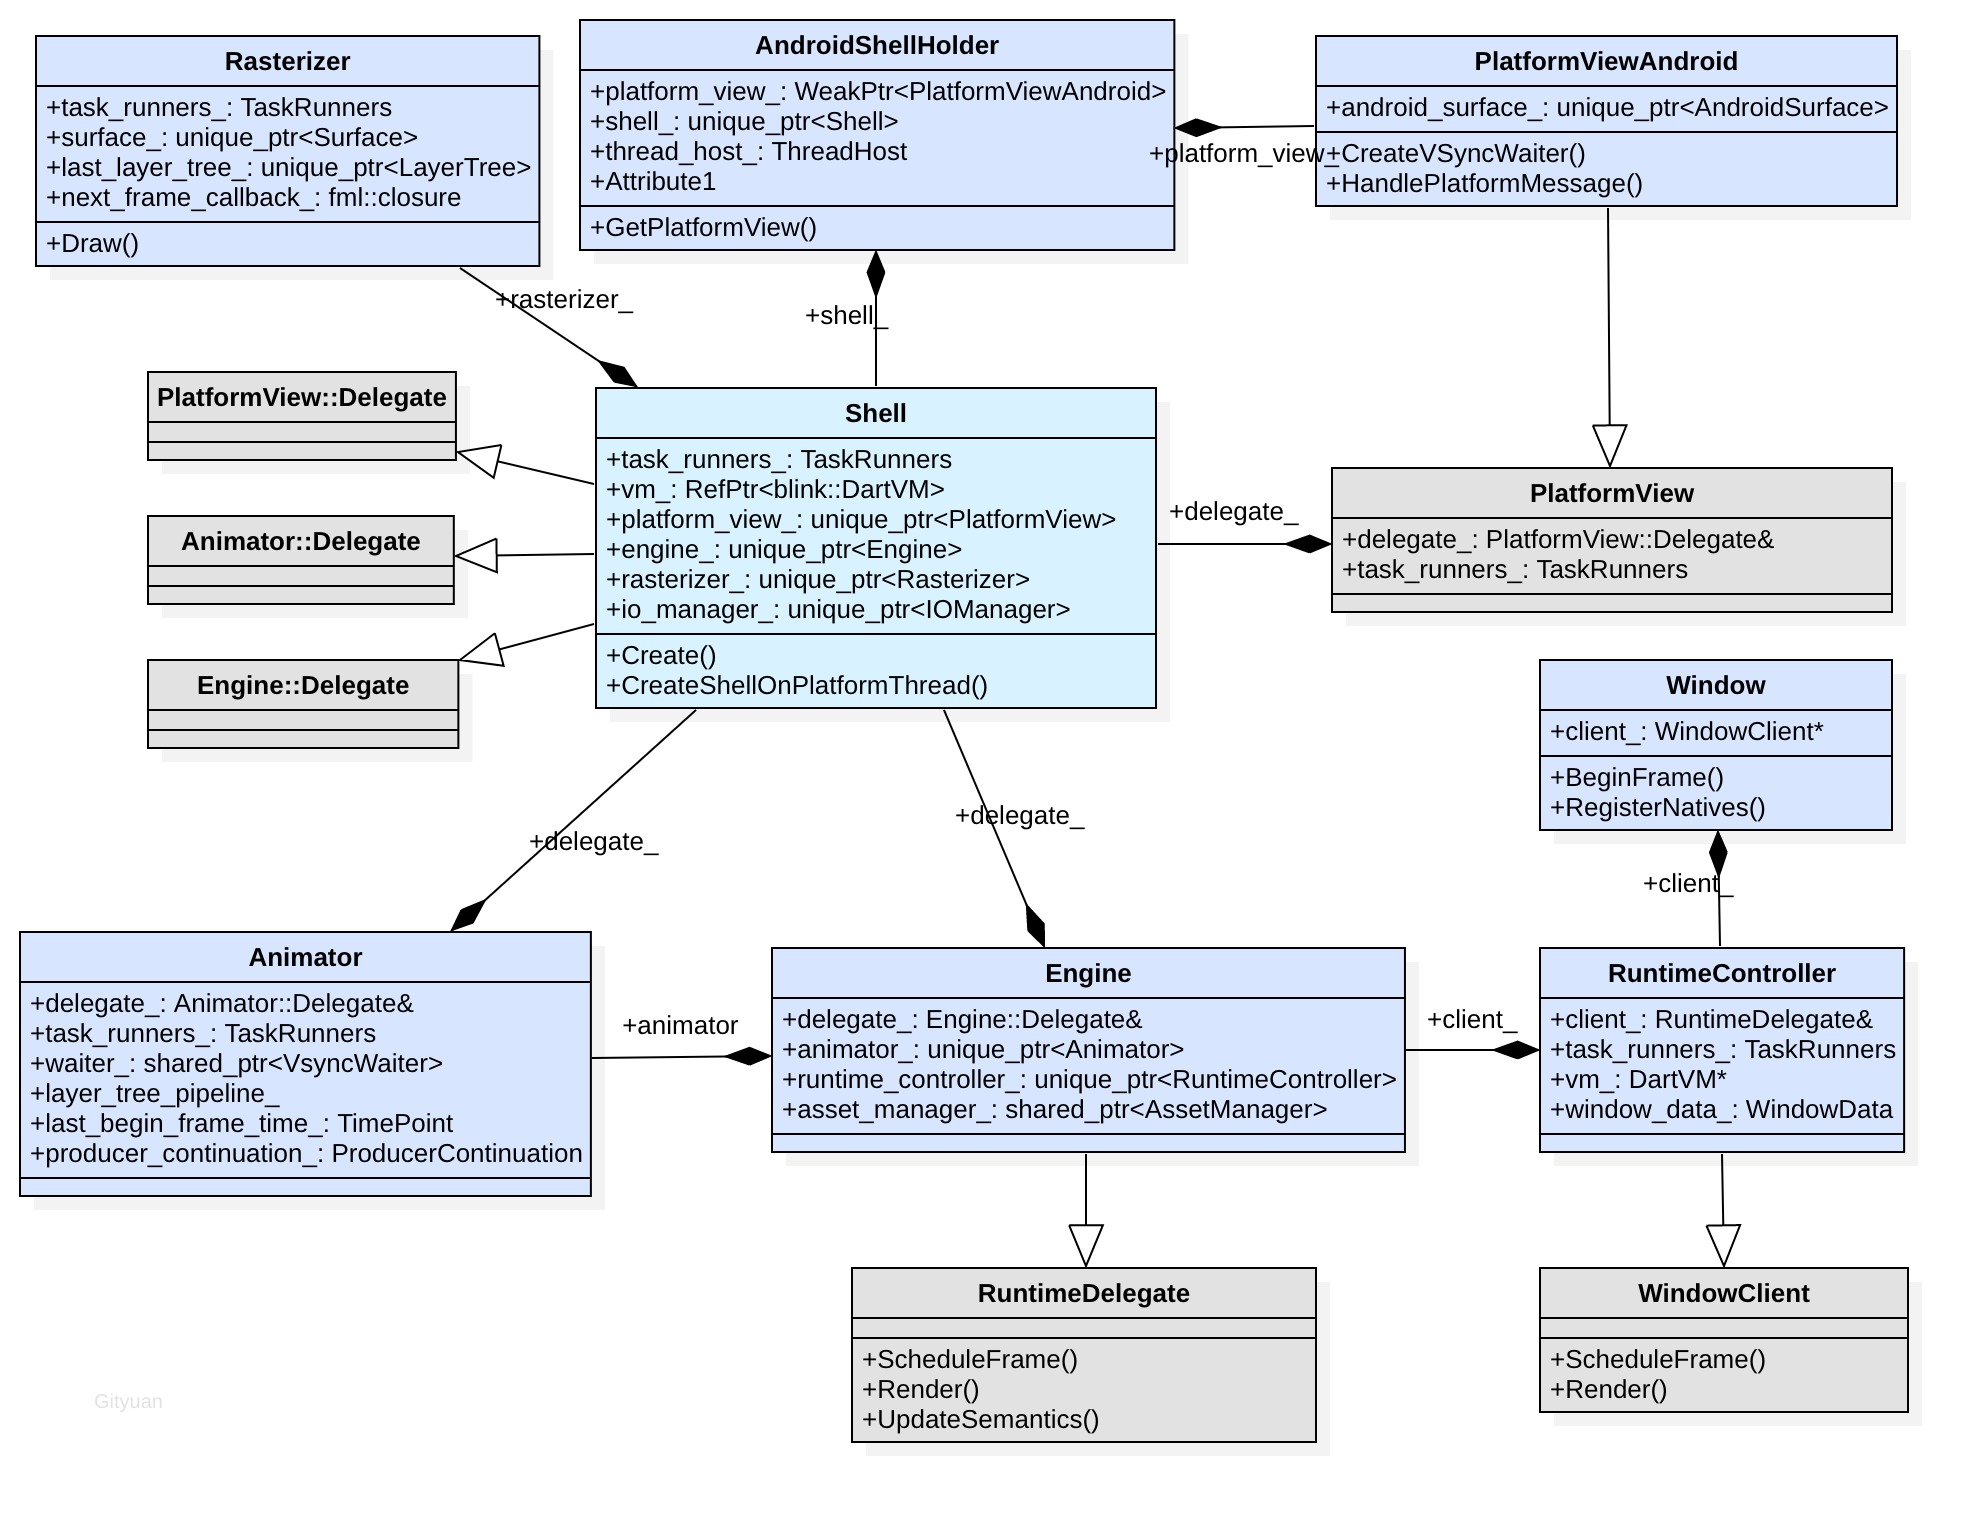 Rasterizer
+task_runners_: TaskRunners
+surface_: unique_ptr<Surface>
+last_layer_tree_: unique_ptr<LayerTree>
+next_frame_callback_: fml::closure
+Draw()
AndroidShellHolder
+platform_view_: WeakPtr<PlatformViewAndroid>
+shell_: unique_ptr<Shell>
+thread_host_: ThreadHost
+Attribute1
+GetPlatformView()
+platform_view_
PlatformViewAndroid
+android_surface_: unique_ptr<AndroidSurface>
+CreateVSyncWaiter()
+HandlePlatformMessage()
+rasterizer_
+shell_
PlatformView::Delegate
Animator::Delegate
Engine::Delegate
Shell
+task_runners_: TaskRunners
+vm_: RefPtr<blink::DartVM>
+platform_view_: unique_ptr<PlatformView>
+engine_: unique_ptr<Engine>
+rasterizer_: unique_ptr<Rasterizer>
+io_manager_: unique_ptr<IOManager>
+Create()
+CreateShellOnPlatformThread()
+delegate_
PlatformView
+delegate_: PlatformView::Delegate&
+task_runners_: TaskRunners
Window
+client_: WindowClient*
+BeginFrame()
+RegisterNatives()
+delegate_
+delegate_
+client_
Animator
+delegate_: Animator::Delegate&
+task_runners_: TaskRunners
+waiter_: shared_ptr<VsyncWaiter>
+layer_tree_pipeline_
+last_begin_frame_time_: TimePoint
+producer_continuation_: ProducerContinuation
+animator
Engine
+delegate_: Engine::Delegate&
+animator_: unique_ptr<Animator>
+runtime_controller_: unique_ptr<RuntimeController>
+asset_manager_: shared_ptr<AssetManager>
+client_
RuntimeController
+client_: RuntimeDelegate&
+task_runners_: TaskRunners
+vm_: DartVM*
+window_data_: WindowData
RuntimeDelegate
+ScheduleFrame()
+Render()
+UpdateSemantics()
WindowClient
+ScheduleFrame()
+Render()
Gityuan